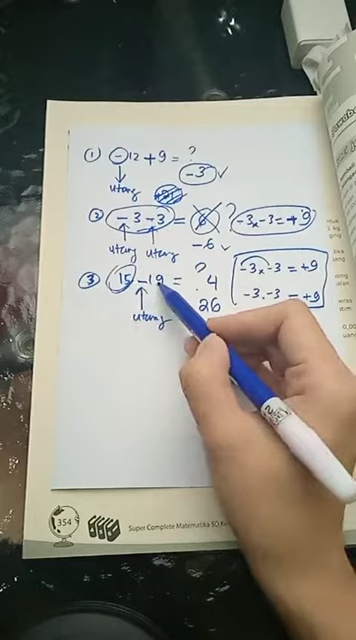 ① -12 + 9 = ?
-3 ✓
Utang
② -3 -3 = 6 ? -3 x -3 = +9
-6 ✓
Utang Utang
③ 15 -19 = ? 4
26
Utang
-3 x -3 = +9
-3 . -3 = +9
354
Super Complete Matematika SD